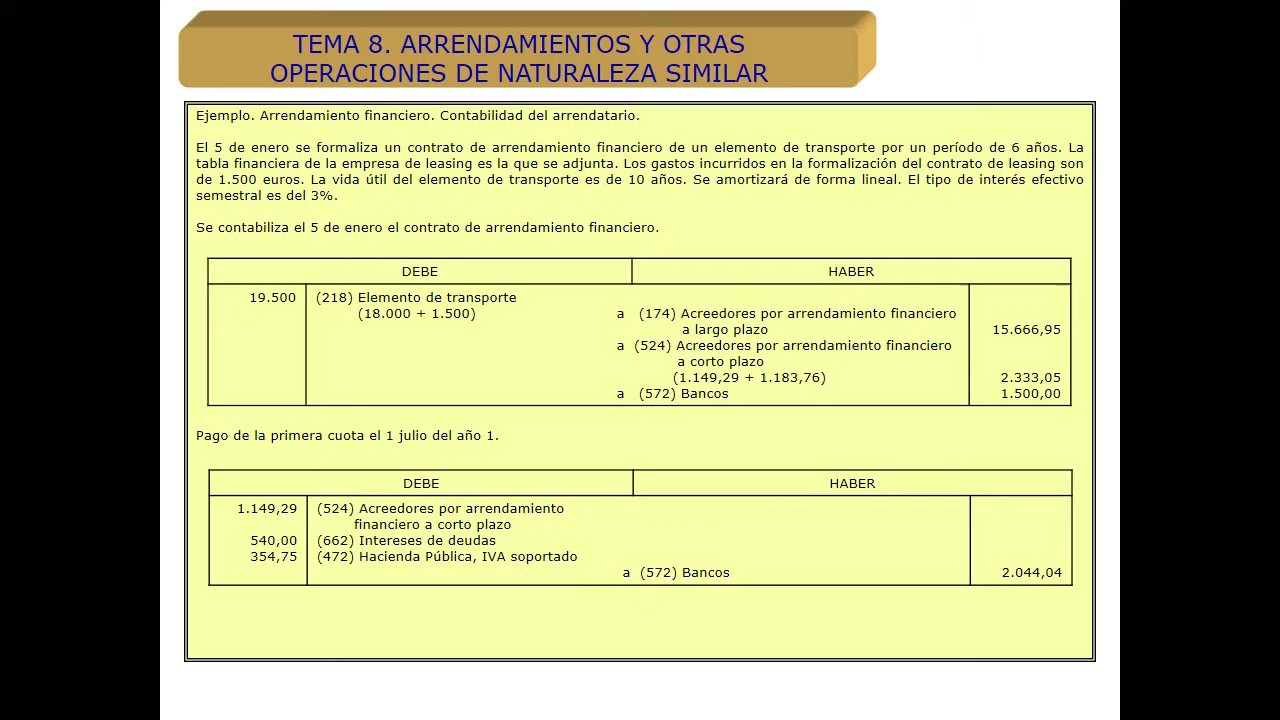 TEMA 8. ARRENDAMIENTOS Y OTRAS
OPERACIONES DE NATURALEZA SIMILAR
Ejemplo. Arrendamiento financiero. Contabilidad del arrendatario.
El 5 de enero se formaliza un contrato de arrendamiento financiero de un elemento de transporte por un período de 6 años. La
tabla financiera de la empresa de leasing es la que se adjunta. Los gastos incurridos en la formalización del contrato de leasing son
de 1.500 euros. La vida útil del elemento de transporte es de 10 años. Se amortizará de forma lineal. El tipo de interés efectivo
semestral es del 3%.
Se contabiliza el 5 de enero el contrato de arrendamiento financiero.
DEBE HABER
19.500 (218) Elemento de transporte
(18.000 + 1.500) a (174) Acreedores por arrendamiento financiero
a largo plazo 15.666,95
a (524) Acreedores por arrendamiento financiero
a corto plazo
(1.149,29 + 1.183,76) 2.333,05
a (572) Bancos 1.500,00
Pago de la primera cuota el 1 julio del año 1.
DEBE HABER
1.149,29 (524) Acreedores por arrendamiento
financiero a corto plazo
540,00 (662) Intereses de deudas
354,75 (472) Hacienda Pública, IVA soportado
a (572) Bancos 2.044,04